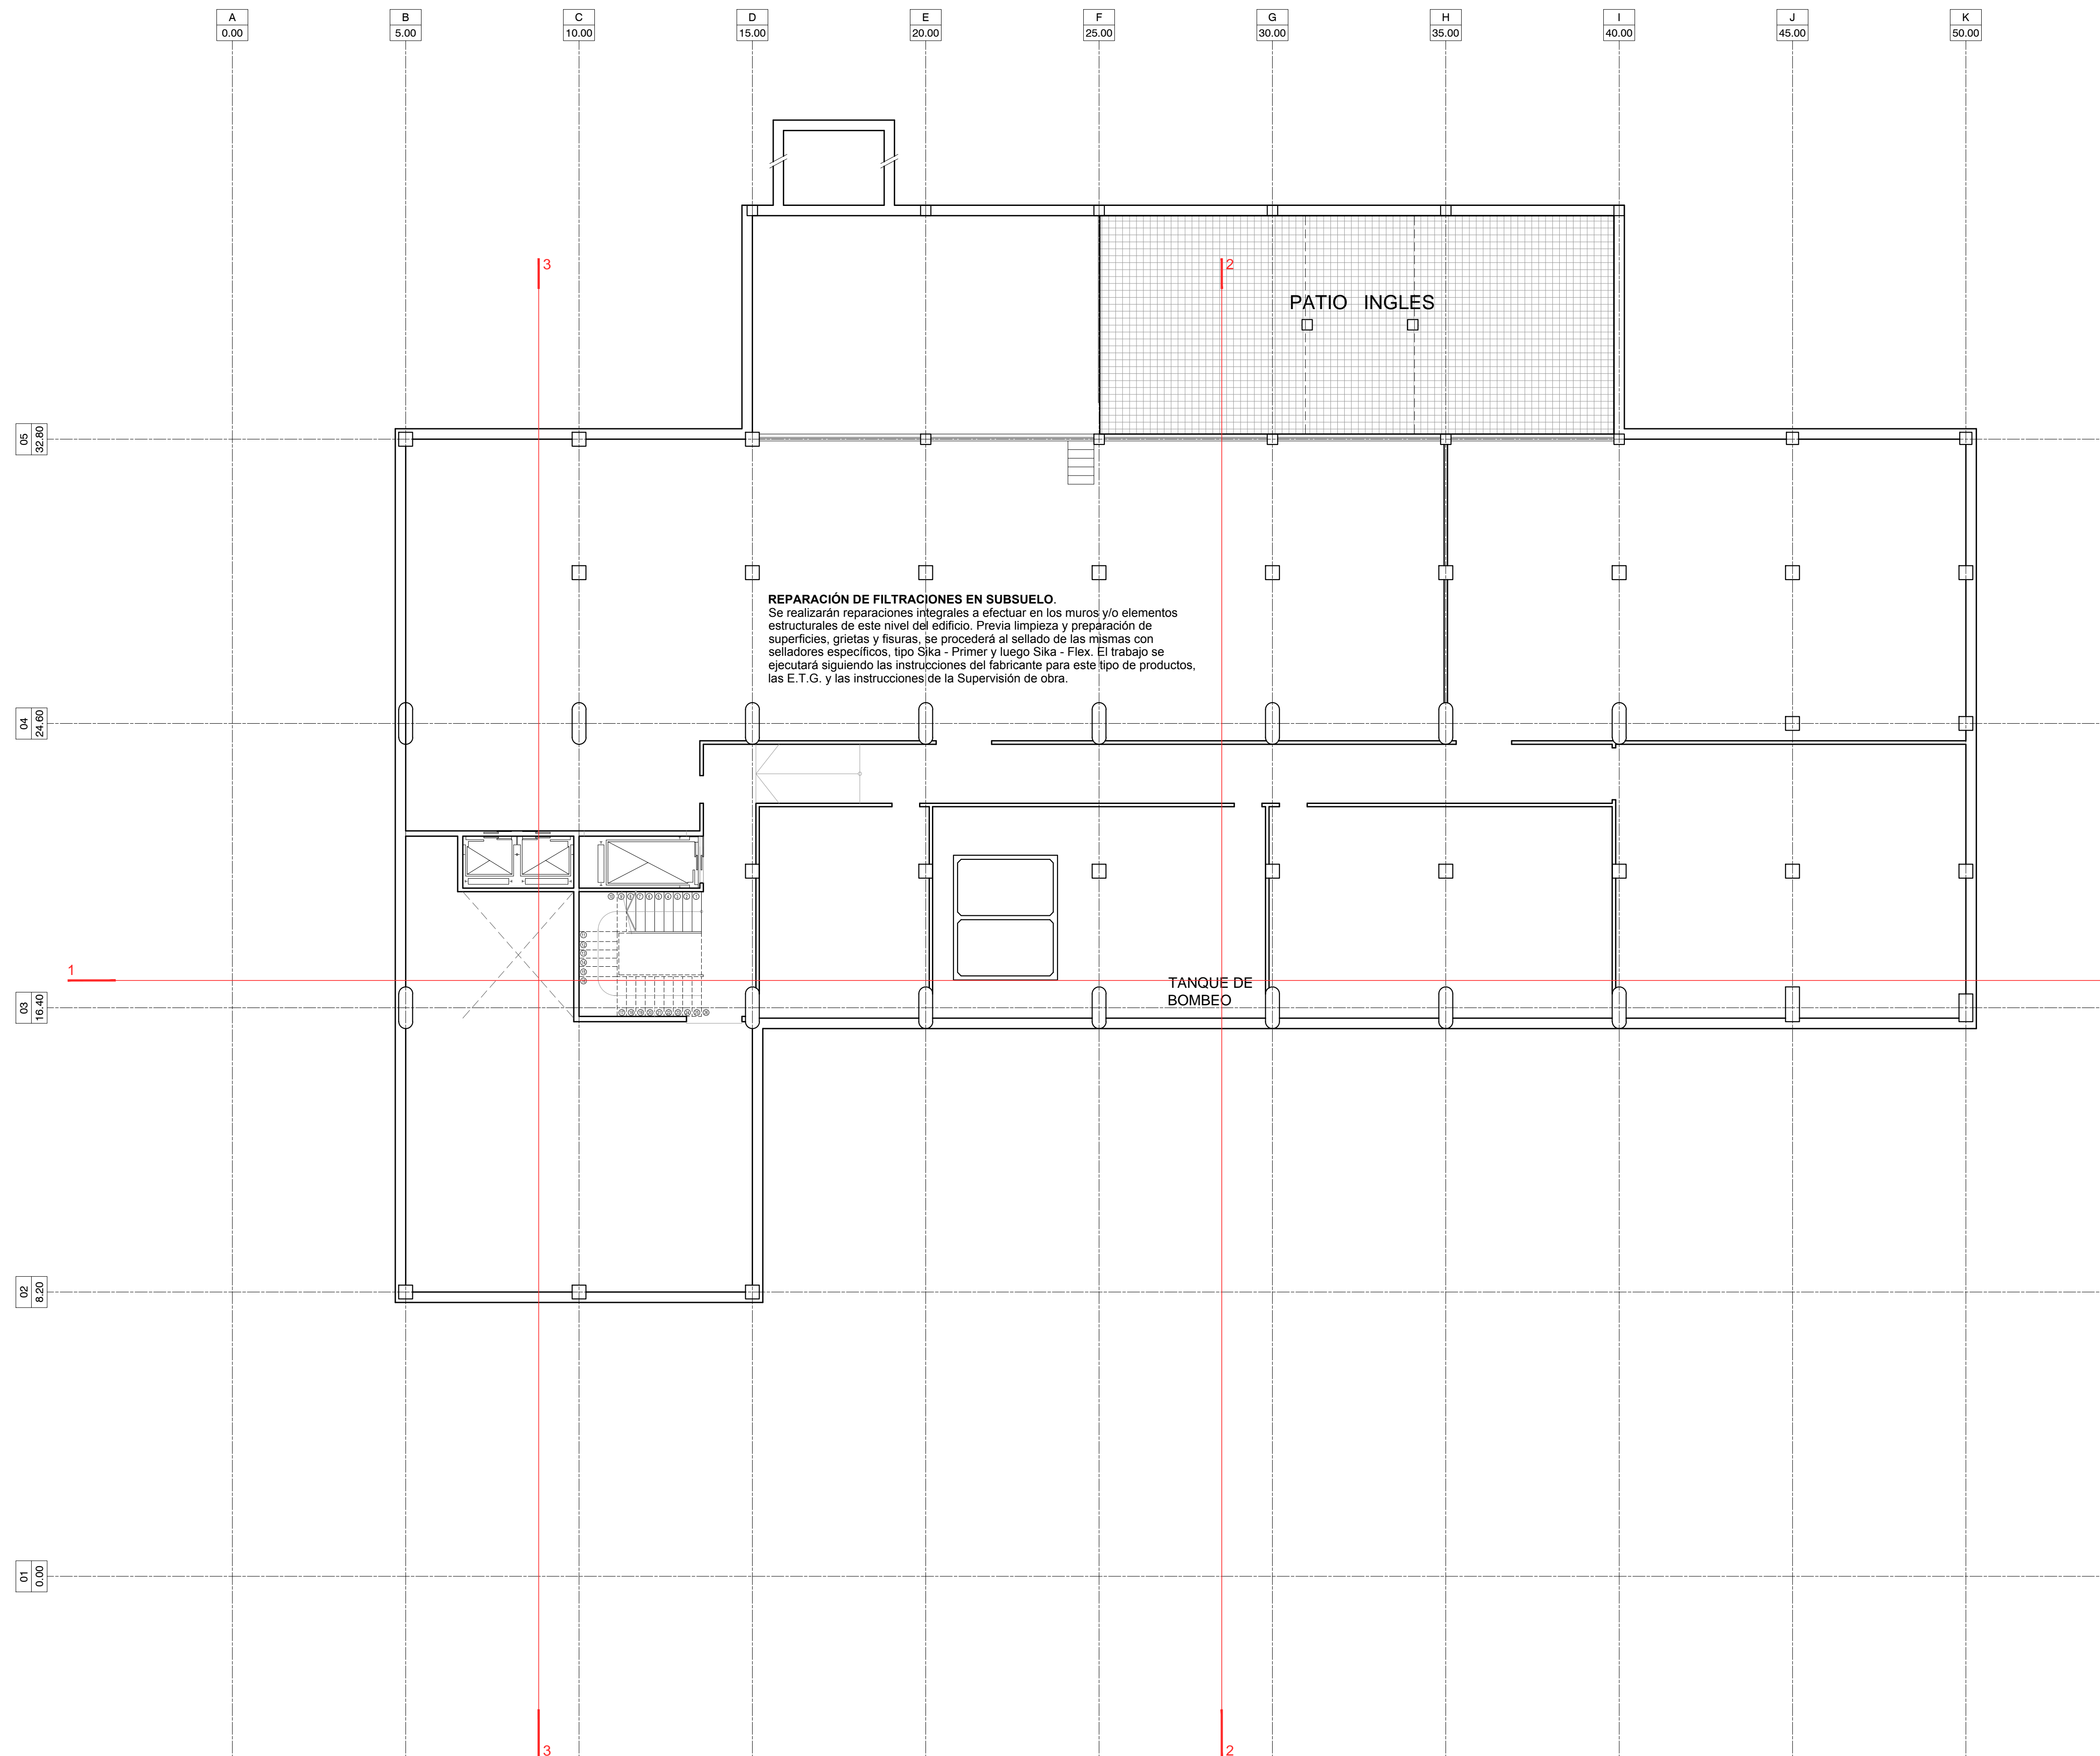 A
0.00
B
5.00
C
10.00
D
15.00
E
20.00
F
25.00
G
30.00
H
35.00
I
40.00
J
45.00
K
50.00
3
2
PATIO INGLES
05
32.80
REPARACIÓN DE FILTRACIONES EN SUBSUELO.
Se realizarán reparaciones integrales a efectuar en los muros y/o elementos
estructurales de este nivel del edificio. Previa limpieza y preparación de
superficies, grietas y fisuras, se procederá al sellado de las mismas con
selladores específicos, tipo Sika - Primer y luego Sika - Flex. El trabajo se
ejecutará siguiendo las instrucciones del fabricante para este tipo de productos,
las E.T.G. y las instrucciones de la Supervisión de obra.
04
24.60
1
TANQUE DE
BOMBEO
03
16.40
02
8.20
01
0.00
3
2